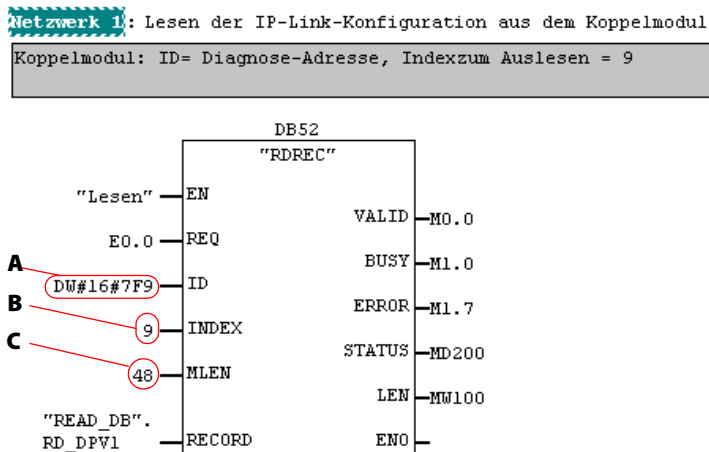 Netzwerk 1: Lesen der IP-Link-Konfiguration aus dem Koppelmodul
Koppelmodul: ID= Diagnose-Adresse, Indexzum Auslesen = 9
DB52
"RDREC"
"Lesen" EN
VALID M0.0
E0.0 REQ
BUSY M1.0
A
DW#16#7F9 ID
B
ERROR M1.7
9 INDEX
C
STATUS MD200
48 MLEN
LEN MW100
"READ_DB".
RD_DPV1 RECORD ENO